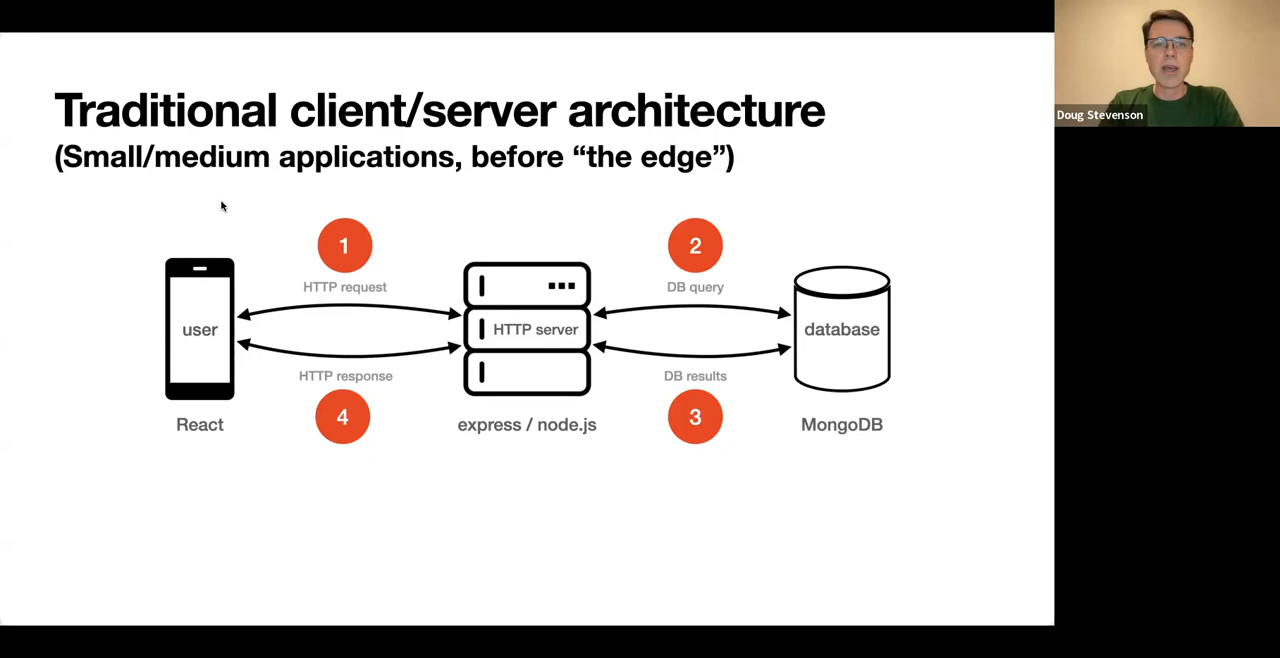 Traditional client/server architecture
(Small/medium applications, before “the edge”)
1
2
HTTP request
DB query
user
HTTP server
database
HTTP response
DB results
4
3
React
express / node.js
MongoDB
Doug Stevenson